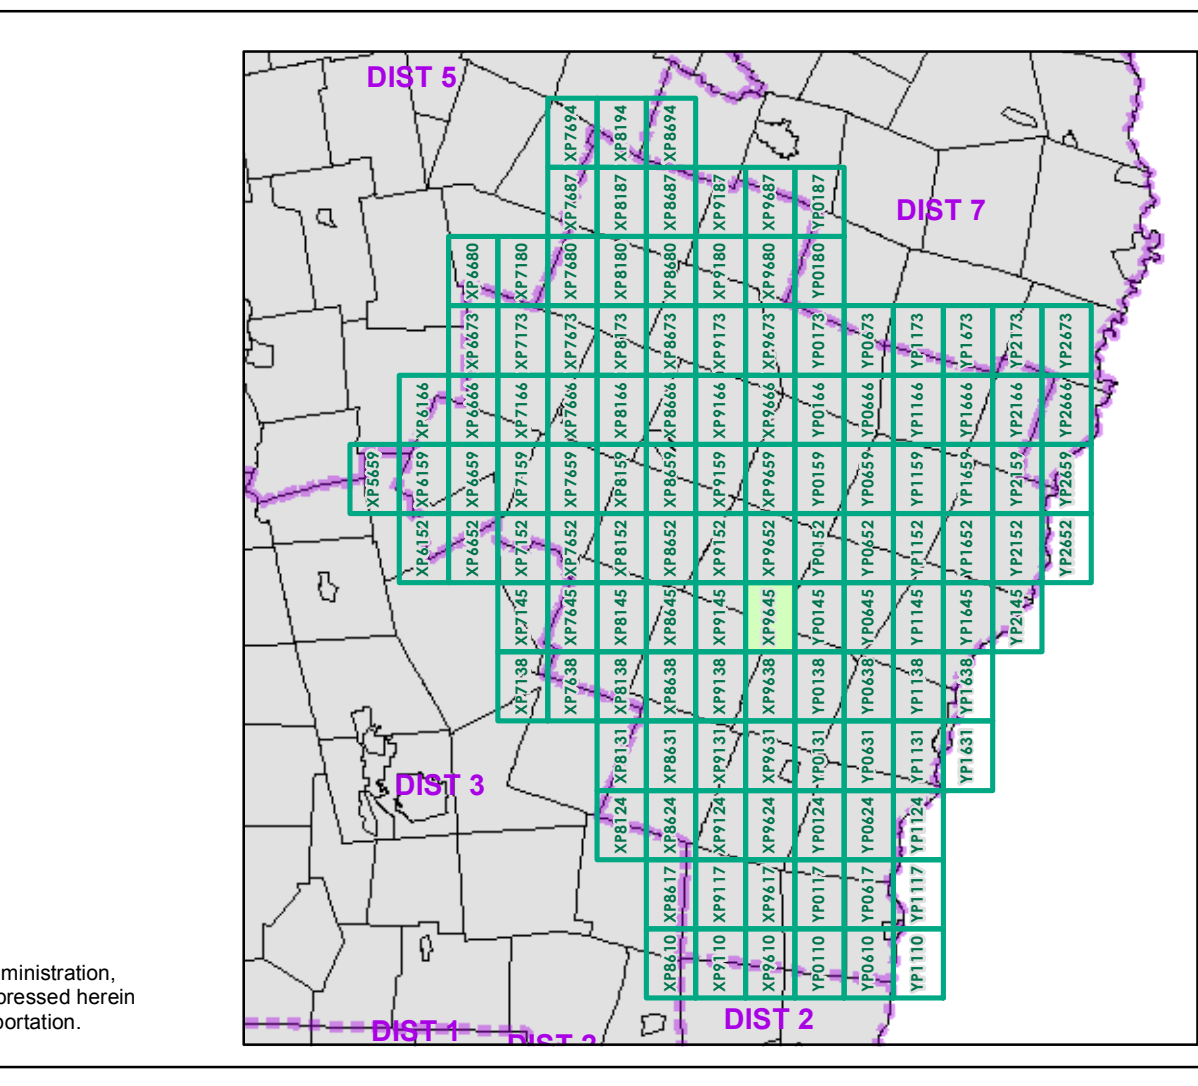 DIST 5
XP7694 XP8194 XP8694
XP7687 XP8187 XP8687 XP9187 XP9687 YP0187
DIST 7
XP6680 XP7180 XP7680 XP8180 XP8680 XP9180 XP9680 YP0180
XP6673 XP7173 XP7673 XP8173 XP8673 XP9173 XP9673 YP0173 YP0673 YP1173 YP1673 YP2173 YP2673
XP6166 XP6666 XP7166 XP7666 XP8166 XP8666 XP9166 XP9666 YP0166 YP0666 YP1166 YP1666 YP2166 YP2666
XP5659 XP6159 XP6659 XP7159 XP7659 XP8159 XP8659 XP9159 XP9659 YP0159 YP0659 YP1159 YP1659 YP2159 YP2659
XP6152 XP6652 XP7152 XP7652 XP8152 XP8652 XP9152 XP9652 YP0152 YP0652 YP1152 YP1652 YP2152 YP2652
XP7145 XP7645 XP8145 XP8645 XP9145 XP9645 YP0145 YP0645 YP1145 YP1645 YP2145
XP7138 XP7638 XP8138 XP8638 XP9138 XP9638 YP0138 YP0638 YP1138 YP1638
XP8131 XP8631 XP9131 XP9631 YP0131 YP0631 YP1131 YP1631
DIST 3
XP8124 XP8624 XP9124 XP9624 YP0124 YP0624 YP1124
XP8617 XP9117 XP9617 YP0117 YP0617 YP1117
XP8610 XP9110 XP9610 YP0110 YP0610 YP1110
ministration,
pressed herein
portation.
DIST 2
DIST 1
DIST 2